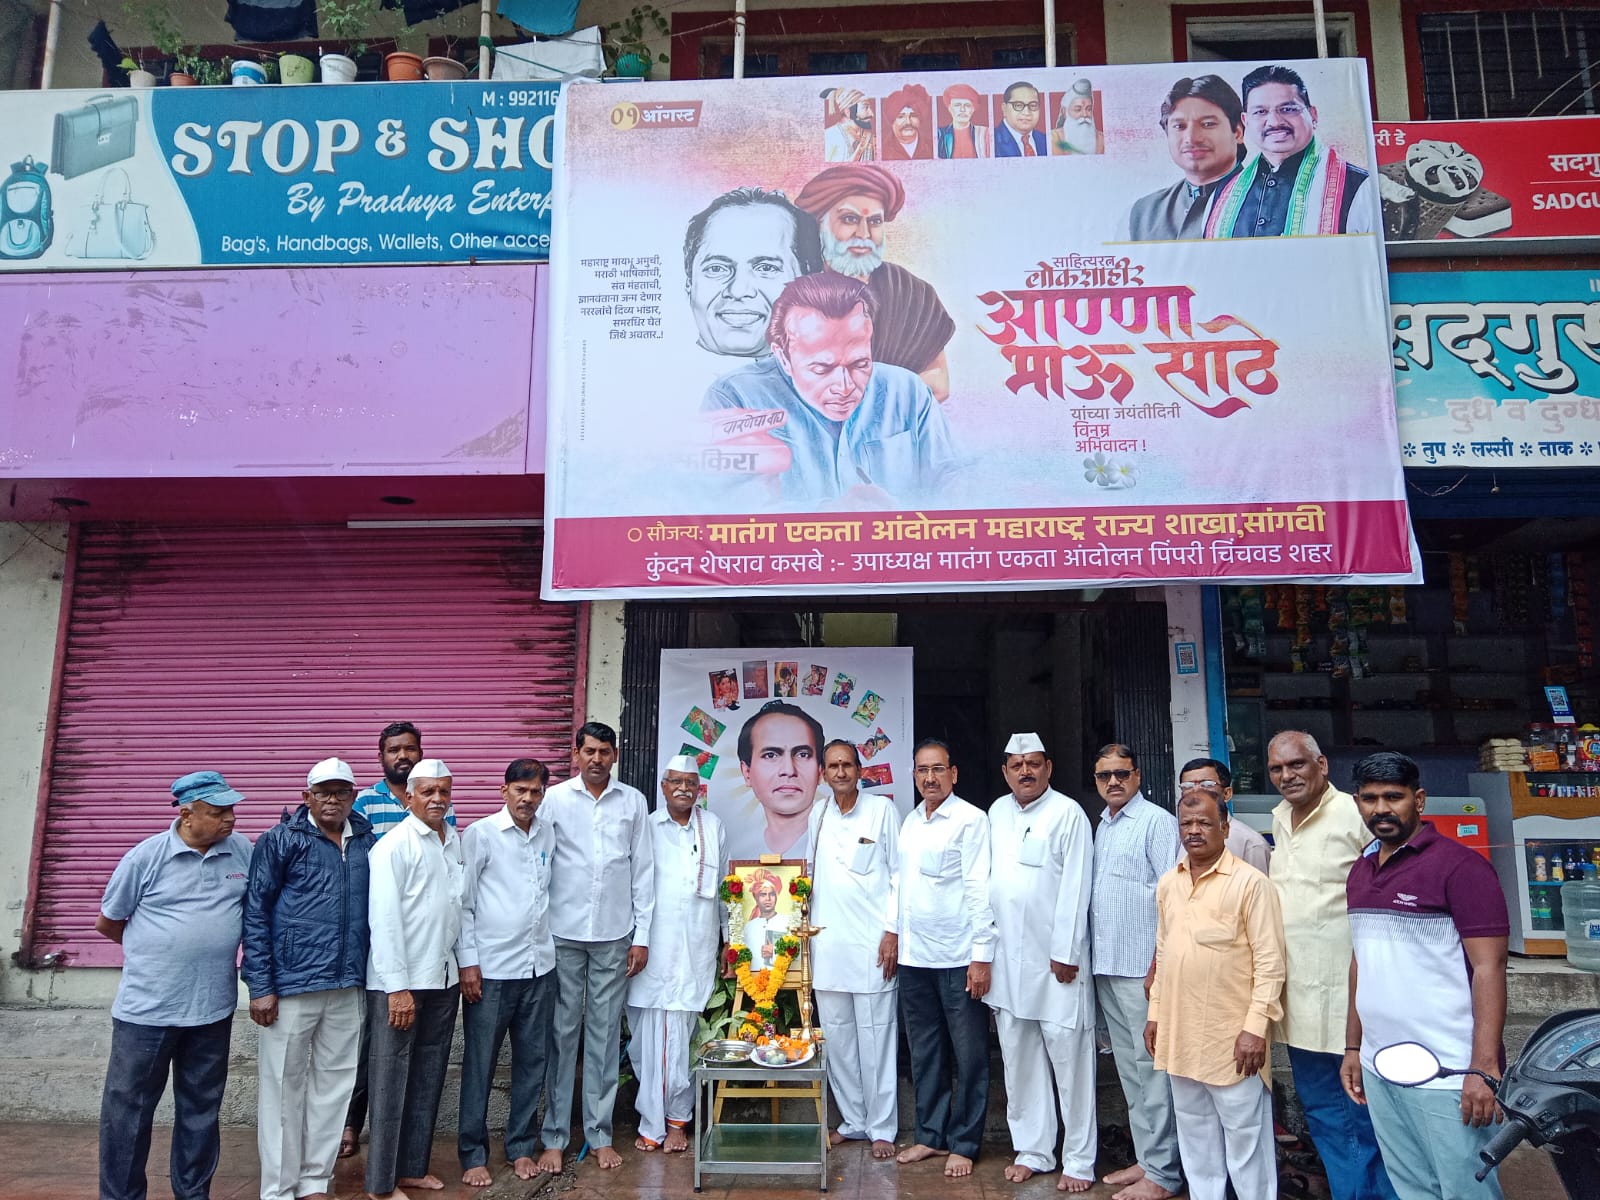 M : 992116
STOP & SHO
By Pradnya Enterp
Bag's, Handbags, Wallets, Other acce
०१ ऑगस्ट
महाराष्ट्र मायभू अमुची,
मराठी भाषिकांची,
संत महंताची,
ज्ञानवंताना जन्म देणार
नररत्नांचे दिव्य भांडार,
समरधिर घेत
जिथे अवतार..!
साहित्यरत्न
लोकशाहीर
आण्णा
भाऊ साठे
यांच्या जयंतीदिनी
विनम्र
अभिवादन !
वारणेचा वाघ
फकिरा
सौजन्य: मातंग एकता आंदोलन महाराष्ट्र राज्य शाखा,सांगवी
कुंदन शेषराव कसबे :- उपाध्यक्ष मातंग एकता आंदोलन पिंपरी चिंचवड शहर
री डे
सदगु
SADGU
सद्गुरु
दुध व दुग्ध
* तुप * लस्सी * ताक *